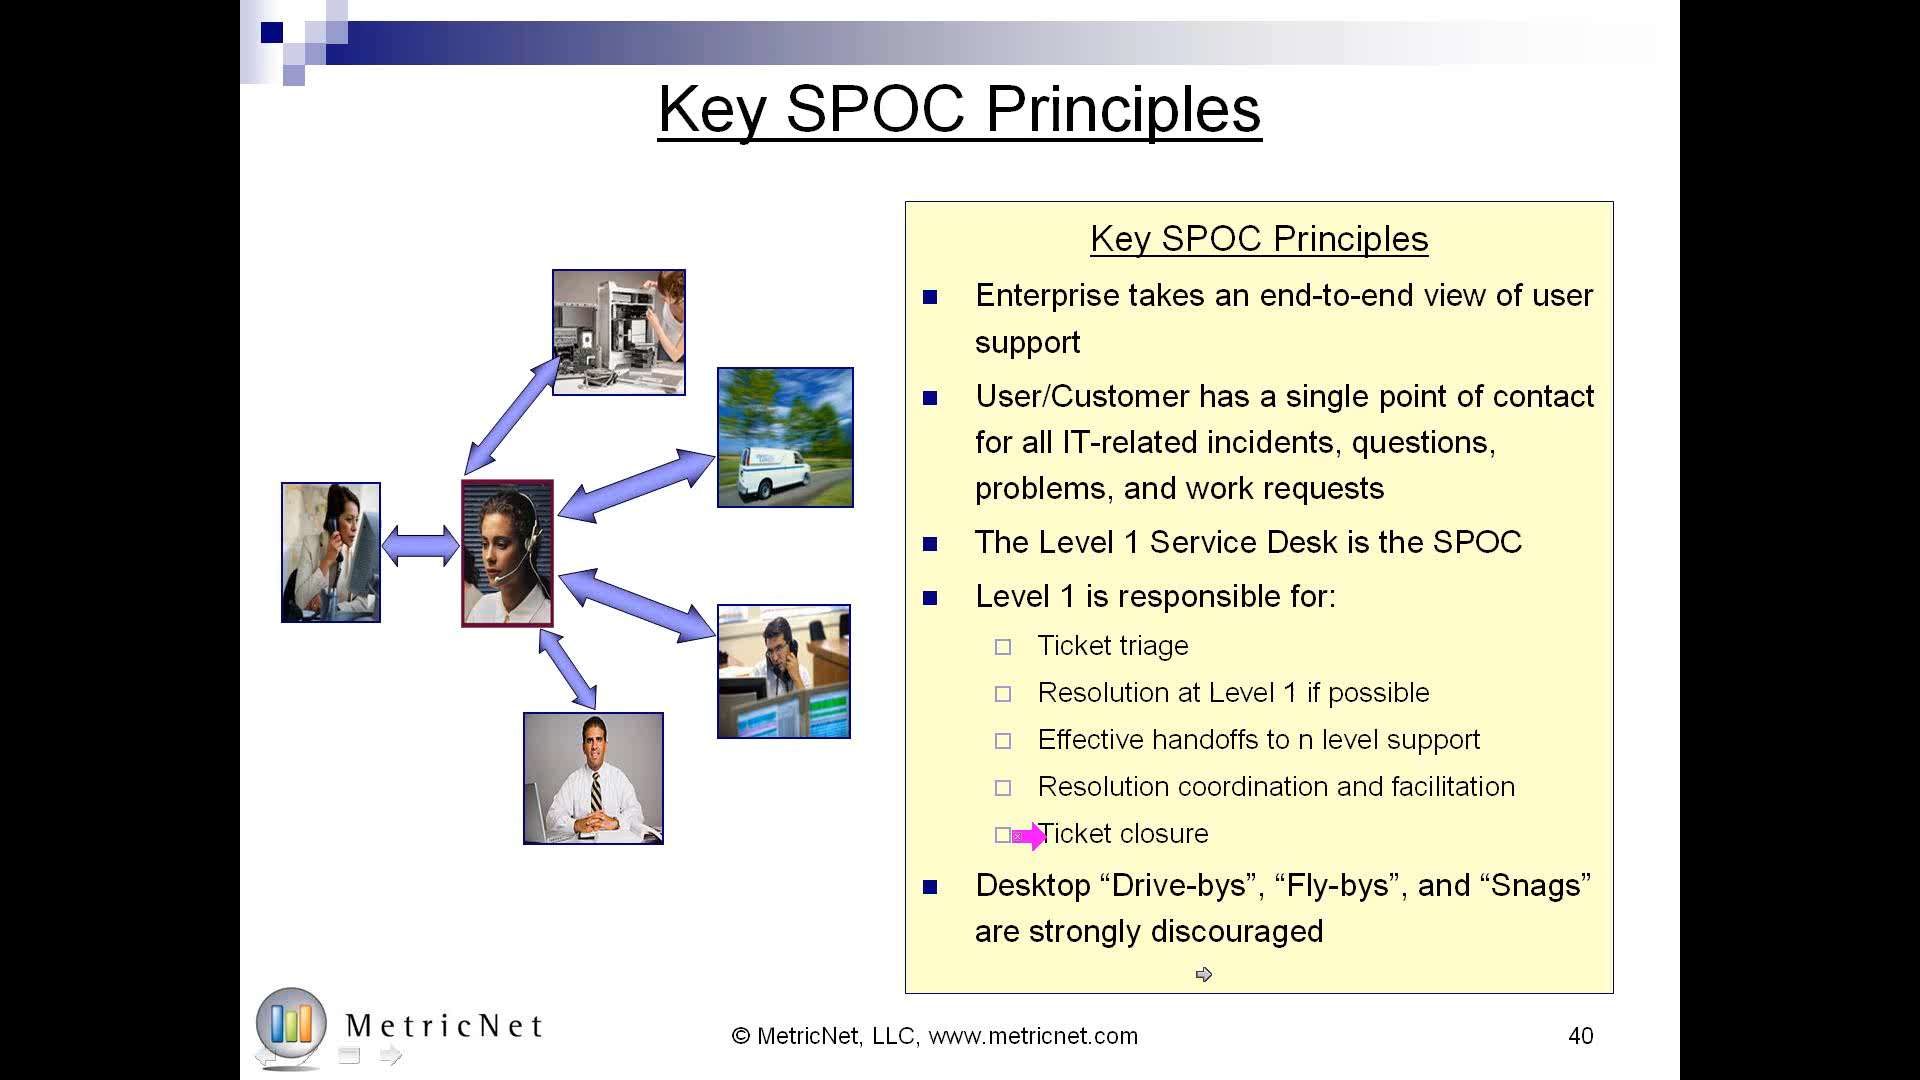 Key SPOC Principles
Key SPOC Principles
Enterprise takes an end-to-end view of user
support
User/Customer has a single point of contact
for all IT-related incidents, questions,
problems, and work requests
The Level 1 Service Desk is the SPOC
Level 1 is responsible for:
Ticket triage
Resolution at Level 1 if possible
Effective handoffs to n level support
Resolution coordination and facilitation
Ticket closure
Desktop “Drive-bys”, “Fly-bys”, and “Snags”
are strongly discouraged
MetricNet
© MetricNet, LLC, www.metricnet.com
40